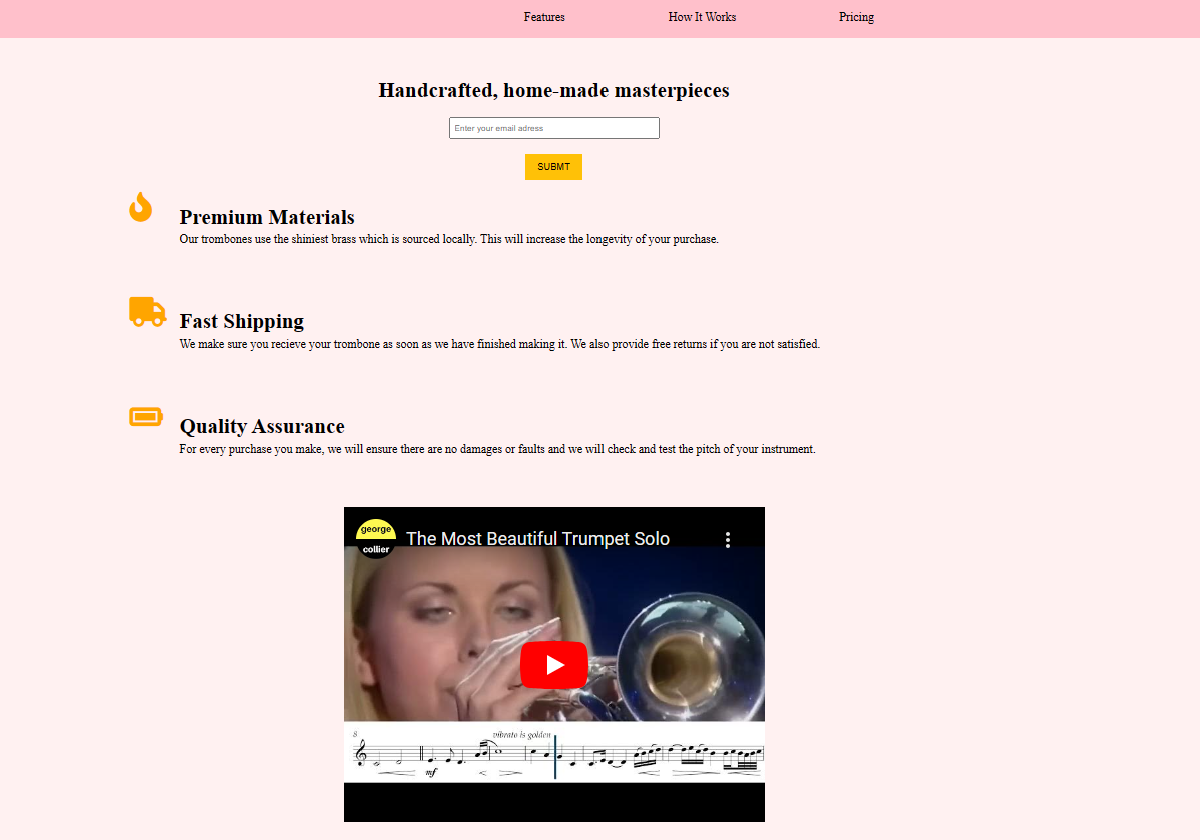 Features How It Works Pricing
Handcrafted, home-made masterpieces
Enter your email adress
SUBMT
Premium Materials
Our trombones use the shiniest brass which is sourced locally. This will increase the longevity of your purchase.
Fast Shipping
We make sure you recieve your trombone as soon as we have finished making it. We also provide free returns if you are not satisfied.
Quality Assurance
For every purchase you make, we will ensure there are no damages or faults and we will check and test the pitch of your instrument.
george
collier
The Most Beautiful Trumpet Solo
8
vibrato is golden
mf